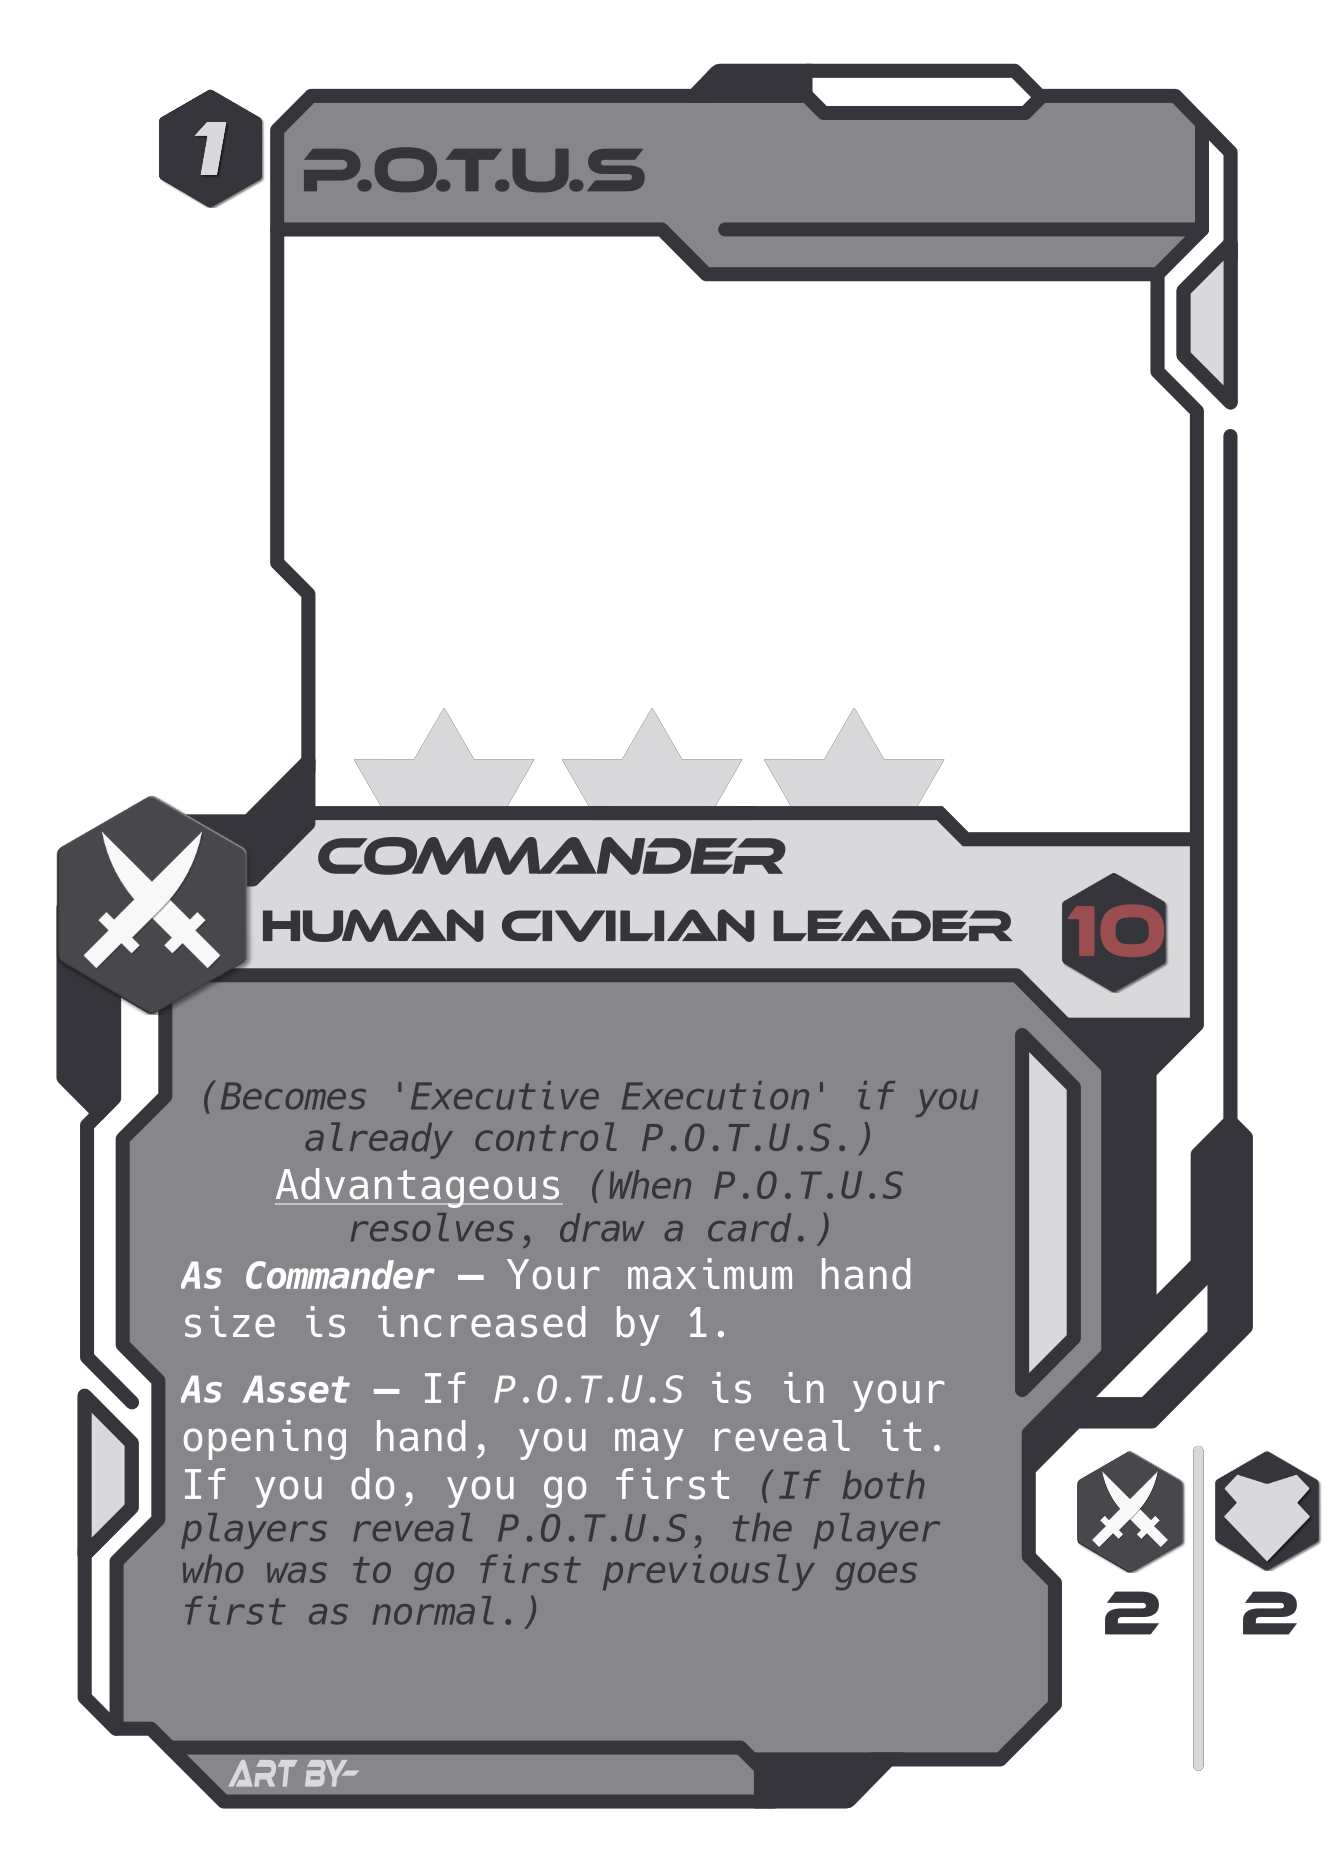 1
P.O.T.U.S
COMMANDER
HUMAN CIVILIAN LEADER
10
(Becomes 'Executive Execution' if you
already control P.O.T.U.S.)
Advantageous (When P.O.T.U.S
resolves, draw a card.)
As Commander – Your maximum hand
size is increased by 1.
As Asset – If P.O.T.U.S is in your
opening hand, you may reveal it.
If you do, you go first (If both
players reveal P.O.T.U.S, the player
who was to go first previously goes
first as normal.)
2 2
ART BY-